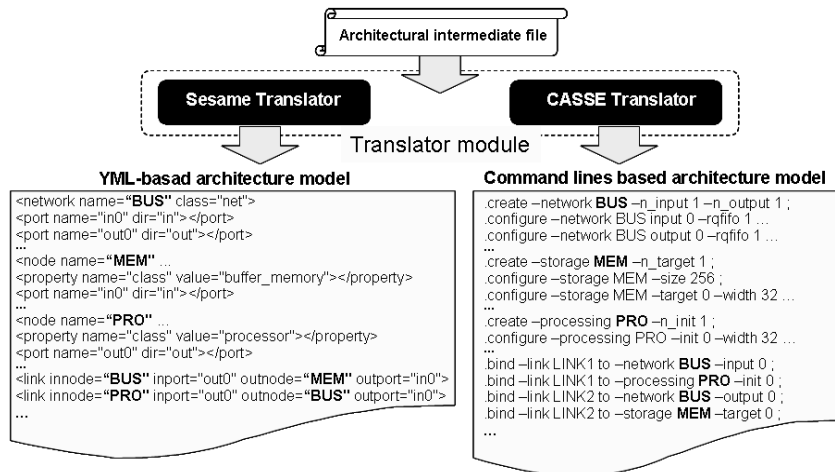 Architectural intermediate file
Sesame Translator
CASSE Translator
Translator module
YML-basad architecture model
<network name=“BUS” class="net">
<port name="in0" dir="in"></port>
<port name="out0" dir="out"></port>
...
<node name=“MEM” ...
<property name="class" value="buffer_memory"></property>
<port name="in0" dir="in"></port>
...
<node name=“PRO” ...
<property name="class" value="processor"></property>
<port name="out0" dir="out"></port>
...
<link innode=“BUS” inport="out0" outnode=“MEM” outport="in0">
<link innode=“PRO” inport="out0" outnode=“BUS” outport="in0">
...
Command lines based architecture model
.create –network BUS –n_input 1 –n_output 1 ;
.configure –network BUS input 0 –rqfifo 1 ...
.configure –network BUS output 0 –rqfifo 1 ...
...
.create –storage MEM –n_target 1 ;
.configure –storage MEM –size 256 ;
.configure –storage MEM –target 0 –width 32 ...
...
.create –processing PRO –n_init 1 ;
.configure –processing PRO –init 0 –width 32 ...
...
.bind –link LINK1 to –network BUS –input 0 ;
.bind –link LINK1 to –processing PRO –init 0 ;
.bind –link LINK2 to –network BUS –output 0 ;
.bind –link LINK2 to –storage MEM –target 0 ;
...